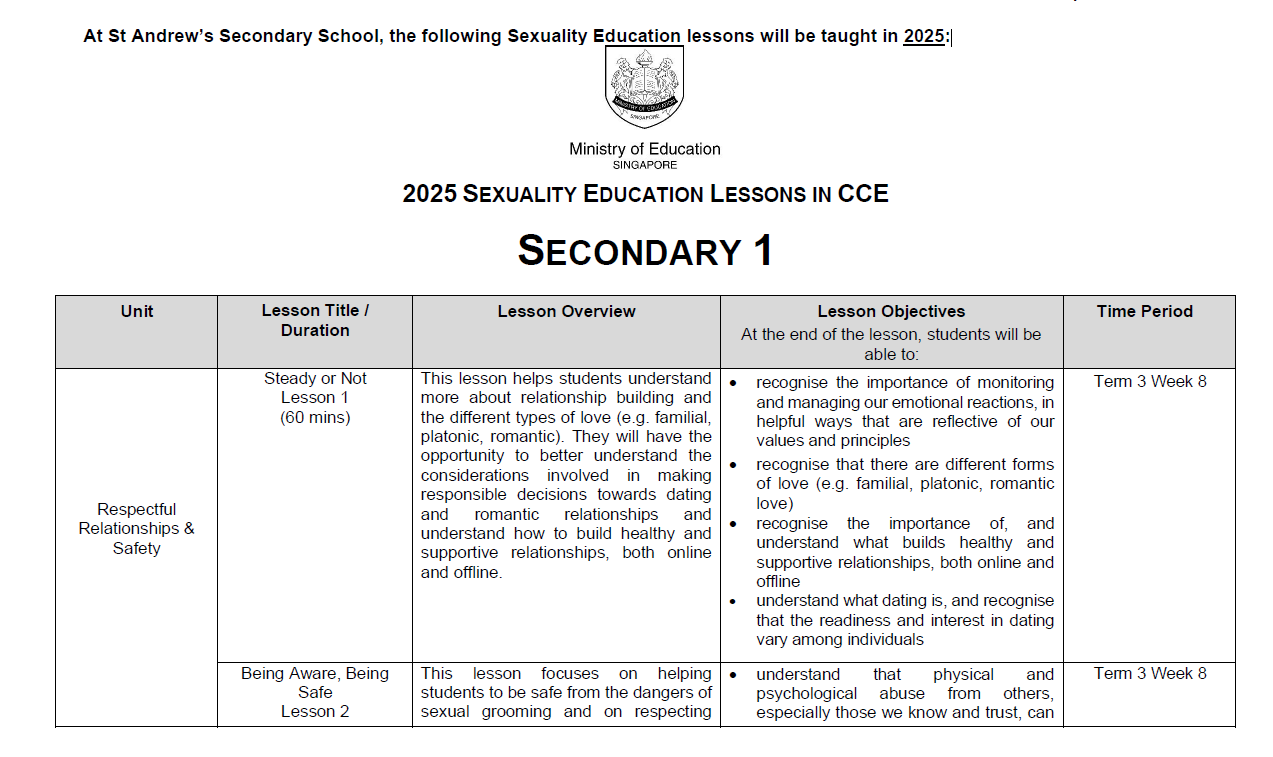 At St Andrew's Secondary School, the following Sexuality Education lessons will be taught in 2025:
MINISTRY OF EDUCATION
SINGAPORE
Ministry of Education
SINGAPORE
2025 SEXUALITY EDUCATION LESSONS IN CCE
SECONDARY 1
Unit
Lesson Title /
Duration
Lesson Overview
Lesson Objectives
At the end of the lesson, students will be
able to:
Time Period
Respectful
Relationships &
Safety
Steady or Not
Lesson 1
(60 mins)
This lesson helps students understand
more about relationship building and
the different types of love (e.g. familial,
platonic, romantic). They will have the
opportunity to better understand the
considerations involved in making
responsible decisions towards dating
and romantic relationships and
understand how to build healthy and
supportive relationships, both online
and offline.
• recognise the importance of monitoring
and managing our emotional reactions, in
helpful ways that are reflective of our
values and principles
• recognise that there are different forms
of love (e.g. familial, platonic, romantic
love)
• recognise the importance of, and
understand what builds healthy and
supportive relationships, both online and
offline
• understand what dating is, and recognise
that the readiness and interest in dating
vary among individuals
Term 3 Week 8
Being Aware, Being
Safe
Lesson 2
This lesson focuses on helping
students to be safe from the dangers of
sexual grooming and on respecting
• understand that physical and
psychological abuse from others,
especially those we know and trust, can
Term 3 Week 8